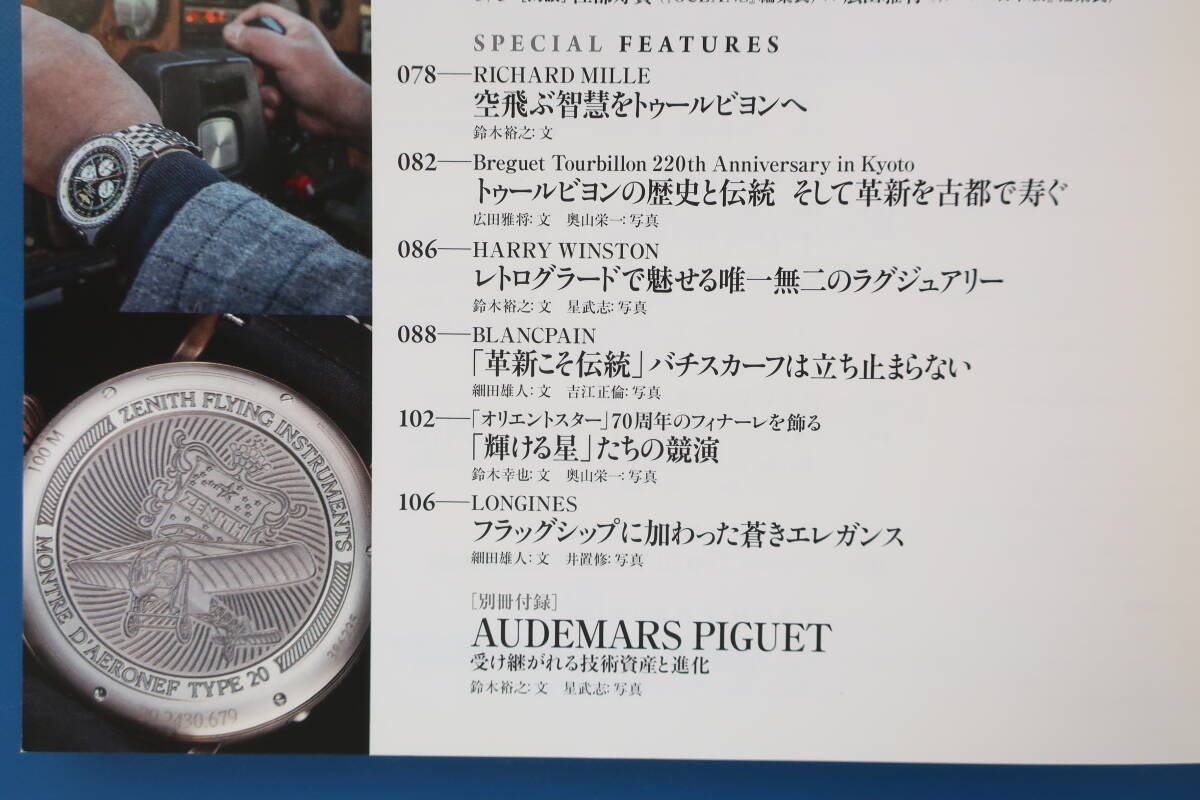 SPECIAL FEATURES
078—RICHARD MILLE
空飛ぶ智慧をトゥールビヨンへ
鈴木裕之:文
082—Breguet Tourbillon 220th Anniversary in Kyoto
トゥールビヨンの歴史と伝統 そして革新を古都で寿ぐ
広田雅将:文 奥山栄一:写真
086—HARRY WINSTON
レトログラードで魅せる唯一無二のラグジュアリー
鈴木裕之:文 星武志:写真
088—BLANCPAIN
「革新こそ伝統」バチスカーフは立ち止まらない
細田雄人:文 吉江正倫:写真
102—「オリエントスター」70周年のフィナーレを飾る
「輝ける星」たちの競演
鈴木幸也:文 奥山栄一:写真
106—LONGINES
フラッグシップに加わった蒼きエレガンス
細田雄人:文 井置修:写真
[別冊付録]
AUDEMARS PIGUET
受け継がれる技術資産と進化
鈴木裕之:文 星武志:写真
ZENITH FLYING INSTRUMENTS
100 M
ZENITH
MONTRE D'AERONEF TYPE 20
2430.679